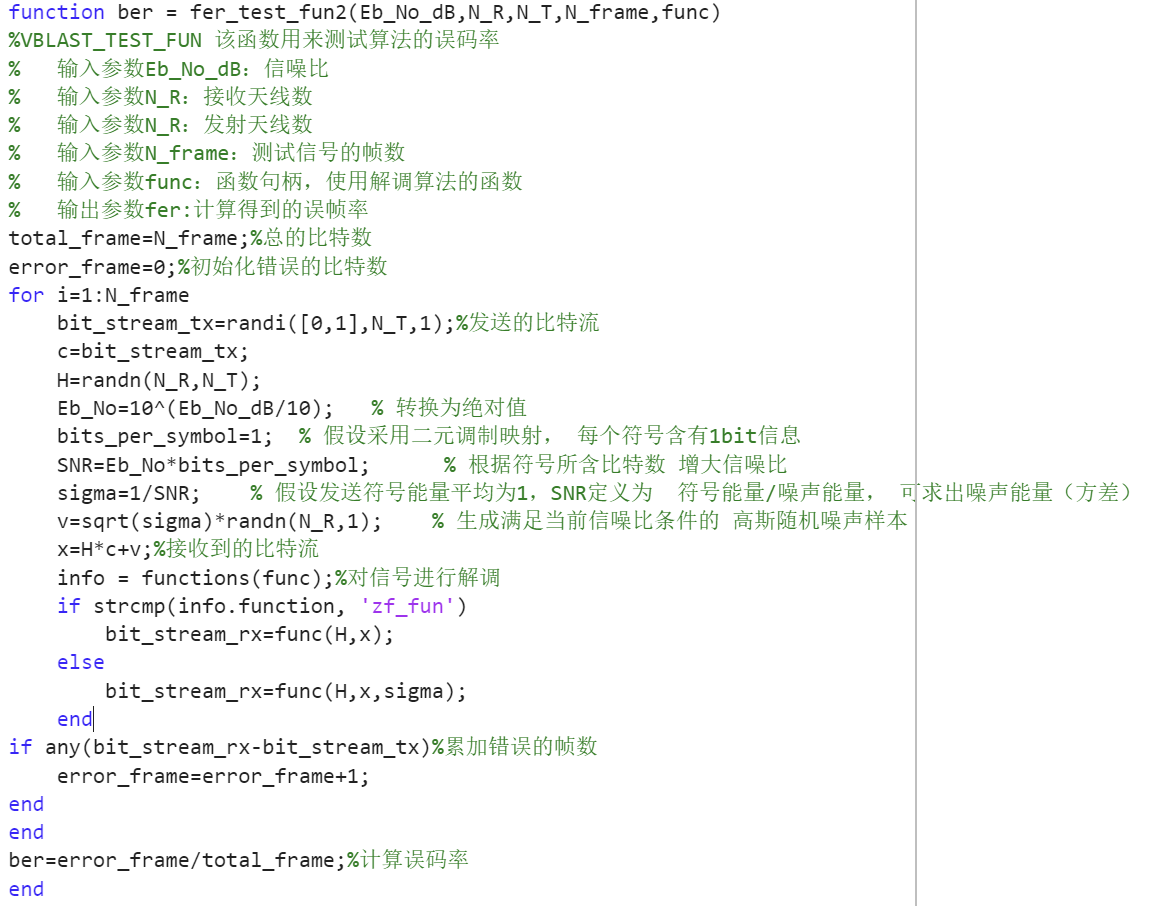 function ber = fer_test_fun2(Eb_No_dB,N_R,N_T,N_frame,func)
%VBLAST_TEST_FUN 该函数用来测试算法的误码率
%   输入参数Eb_No_dB：信噪比
%   输入参数N_R：接收天线数
%   输入参数N_R：发射天线数
%   输入参数N_frame：测试信号的帧数
%   输入参数func：函数句柄，使用解调算法的函数
%   输出参数fer:计算得到的误帧率
total_frame=N_frame;%总的比特数
error_frame=0;%初始化错误的比特数
for i=1:N_frame
    bit_stream_tx=randi([0,1],N_T,1);%发送的比特流
    c=bit_stream_tx;
    H=randn(N_R,N_T);
    Eb_No=10^(Eb_No_dB/10);   % 转换为绝对值
    bits_per_symbol=1;  % 假设采用二元调制映射， 每个符号含有1bit信息
    SNR=Eb_No*bits_per_symbol;      % 根据符号所含比特数 增大信噪比
    sigma=1/SNR;    % 假设发送符号能量平均为1，SNR定义为  符号能量/噪声能量， 可求出噪声能量（方差）
    v=sqrt(sigma)*randn(N_R,1);    % 生成满足当前信噪比条件的 高斯随机噪声样本
    x=H*c+v;%接收到的比特流
    info = functions(func);%对信号进行解调
    if strcmp(info.function, 'zf_fun')
        bit_stream_rx=func(H,x);
    else
        bit_stream_rx=func(H,x,sigma);
    end
if any(bit_stream_rx-bit_stream_tx)%累加错误的帧数
    error_frame=error_frame+1;
end
end
ber=error_frame/total_frame;%计算误码率
end